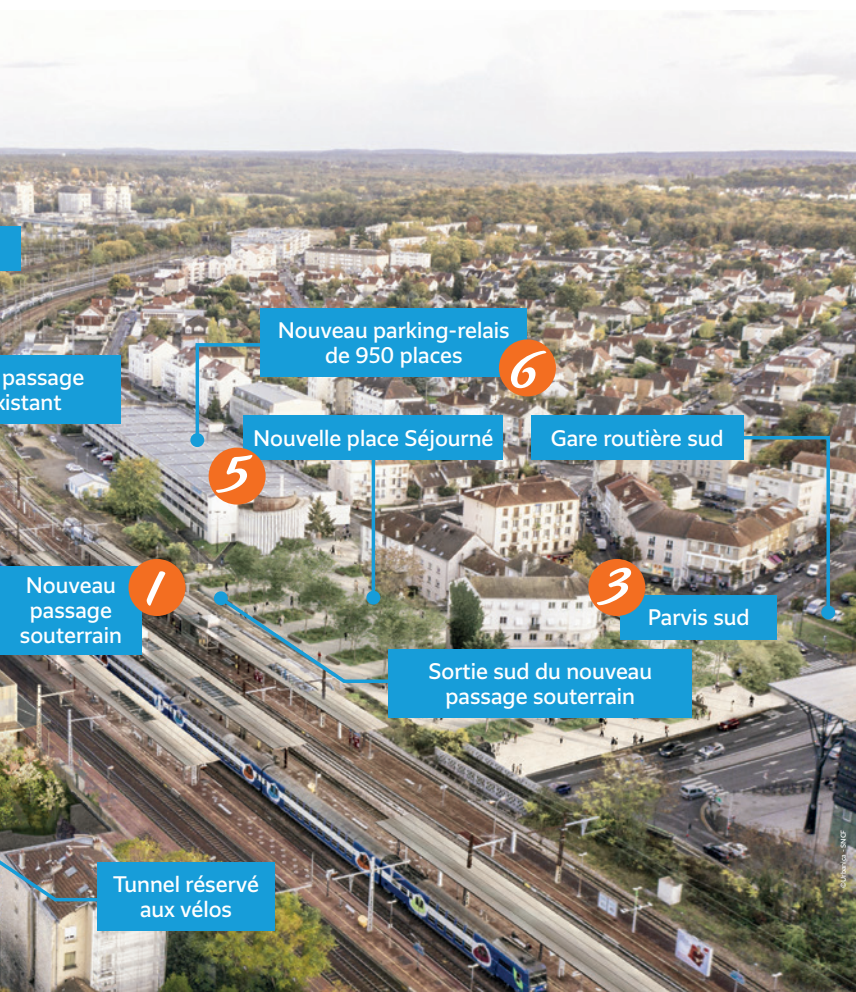 Nouveau parking-relais
de 950 places
6
passage
xistant
Nouvelle place Séjourné
5
Gare routière sud
Nouveau
passage
souterrain
1
3
Parvis sud
Sortie sud du nouveau
passage souterrain
Tunnel réservé
aux vélos